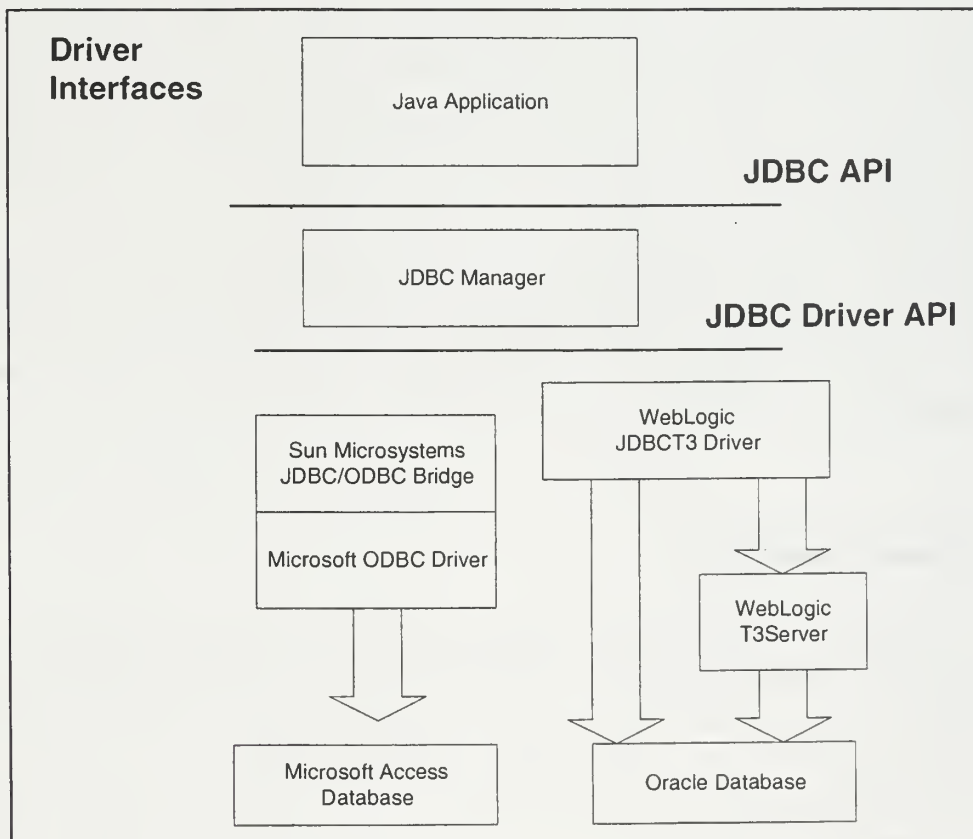 Driver
Interfaces
Java Application
JDBC API
JDBC Manager
JDBC Driver API
Sun Microsystems
JDBC/ODBC Bridge
Microsoft ODBC Driver
WebLogic
JDBCT3 Driver
WebLogic
T3Server
Microsoft Access
Database
Oracle Database